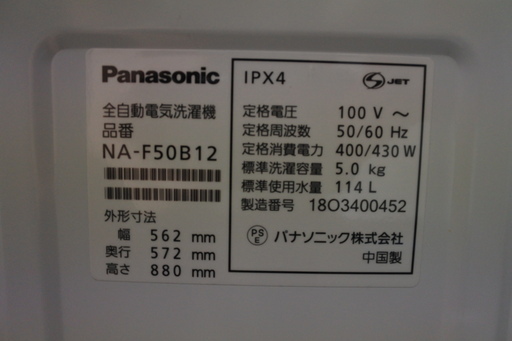 Panasonic
全自動電気洗濯機
品番
NA-F50B12
外形寸法
幅 562 mm
奥行 572 mm
高さ 880 mm
IPX4
S JET
定格電圧 100 V ～
定格周波数 50/60 Hz
定格消費電力 400/430 W
標準洗濯容量 5.0 kg
標準使用水量 114 L
製造番号 18O3400452
PS E パナソニック株式会社
中国製